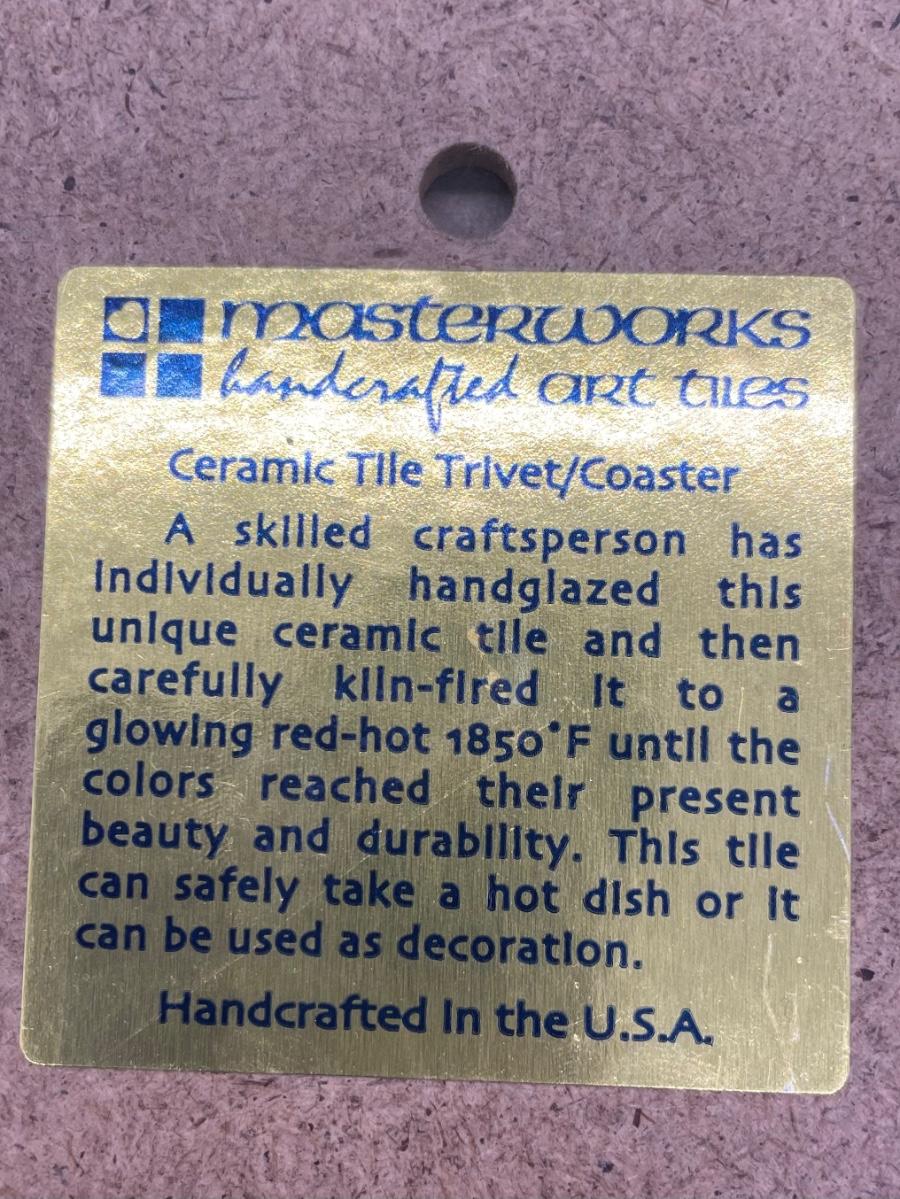 masterworks
handcrafted art tiles
Ceramic Tile Trivet/Coaster
A skilled craftsperson has
individually handglazed this
unique ceramic tile and then
carefully kiln-fired it to a
glowing red-hot 1850°F until the
colors reached their present
beauty and durability. This tile
can safely take a hot dish or it
can be used as decoration.
Handcrafted in the U.S.A.